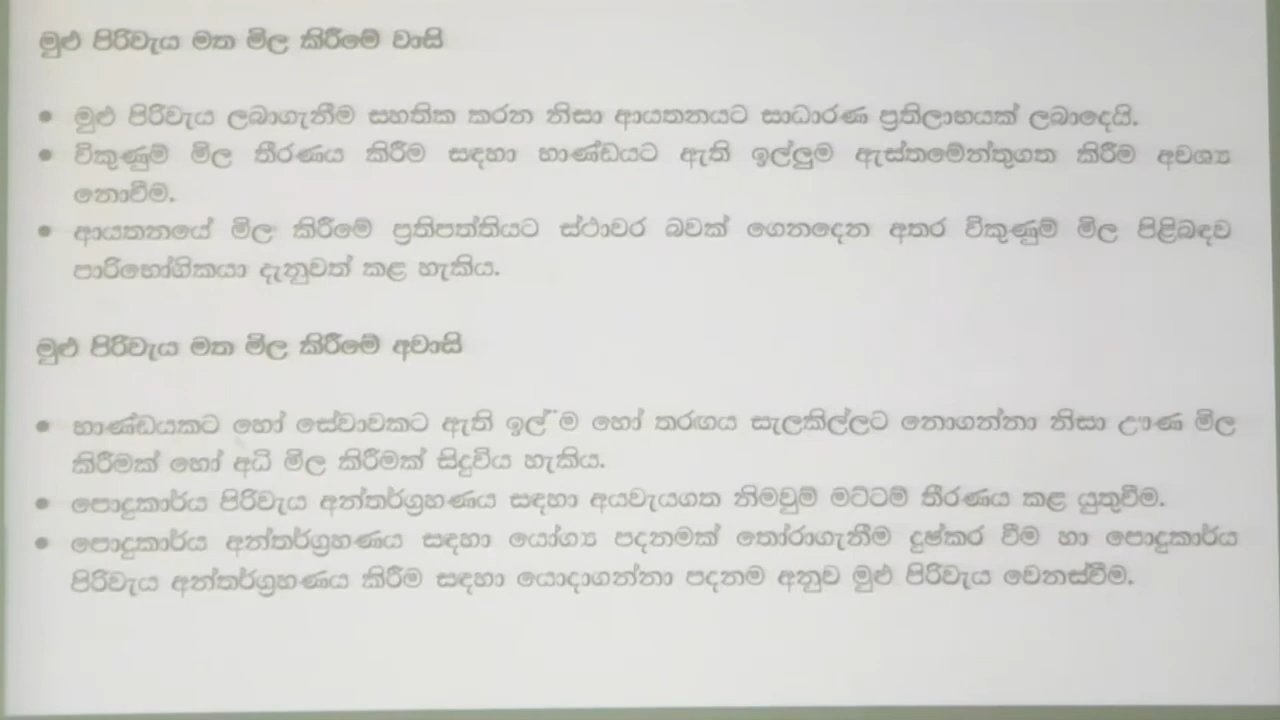 මුළු පිරිවැය මත මිල කිරීමේ වාසි
● මුළු පිරිවැය ලබාගැනීම සහතික කරන නිසා ආයතනයට සාධාරණ ප්‍රතිලාභයක් ලබාදෙයි.
● විකුණුම් මිල තීරණය කිරීම සඳහා භාණ්ඩයට ඇති ඉල්ලුම ඇස්තමේන්තුගත කිරීම අවශ්‍ය
නොවීම.
● ආයතනයේ මිල කිරීමේ ප්‍රතිපත්තියට ස්ථාවර බවක් ගෙනදෙන අතර විකුණුම් මිල පිළිබඳව
පාරිභෝගිකයා දැනුවත් කළ හැකිය.
මුළු පිරිවැය මත මිල කිරීමේ අවාසි
● භාණ්ඩයකට හෝ සේවාවකට ඇති ඉල් ̈ම හෝ තරඟය සැලකිල්ලට නොගන්නා නිසා ඌණ මිල
කිරීමක් හෝ අධි මිල කිරීමක් සිදුවිය හැකිය.
● පොදුකාර්ය පිරිවැය අන්තර්ග්‍රහණය සඳහා අයවැයගත නිමවුම් මට්ටම් තීරණය කළ යුතුවීම.
● පොදුකාර්ය අන්තර්ග්‍රහණය සඳහා යෝග්‍ය පදනමක් තෝරාගැනීම දුෂ්කර වීම හා පොදුකාර්ය
පිරිවැය අන්තර්ග්‍රහණය කිරීම සඳහා යොදාගන්නා පදනම අනුව මුළු පිරිවැය වෙනස්වීම.